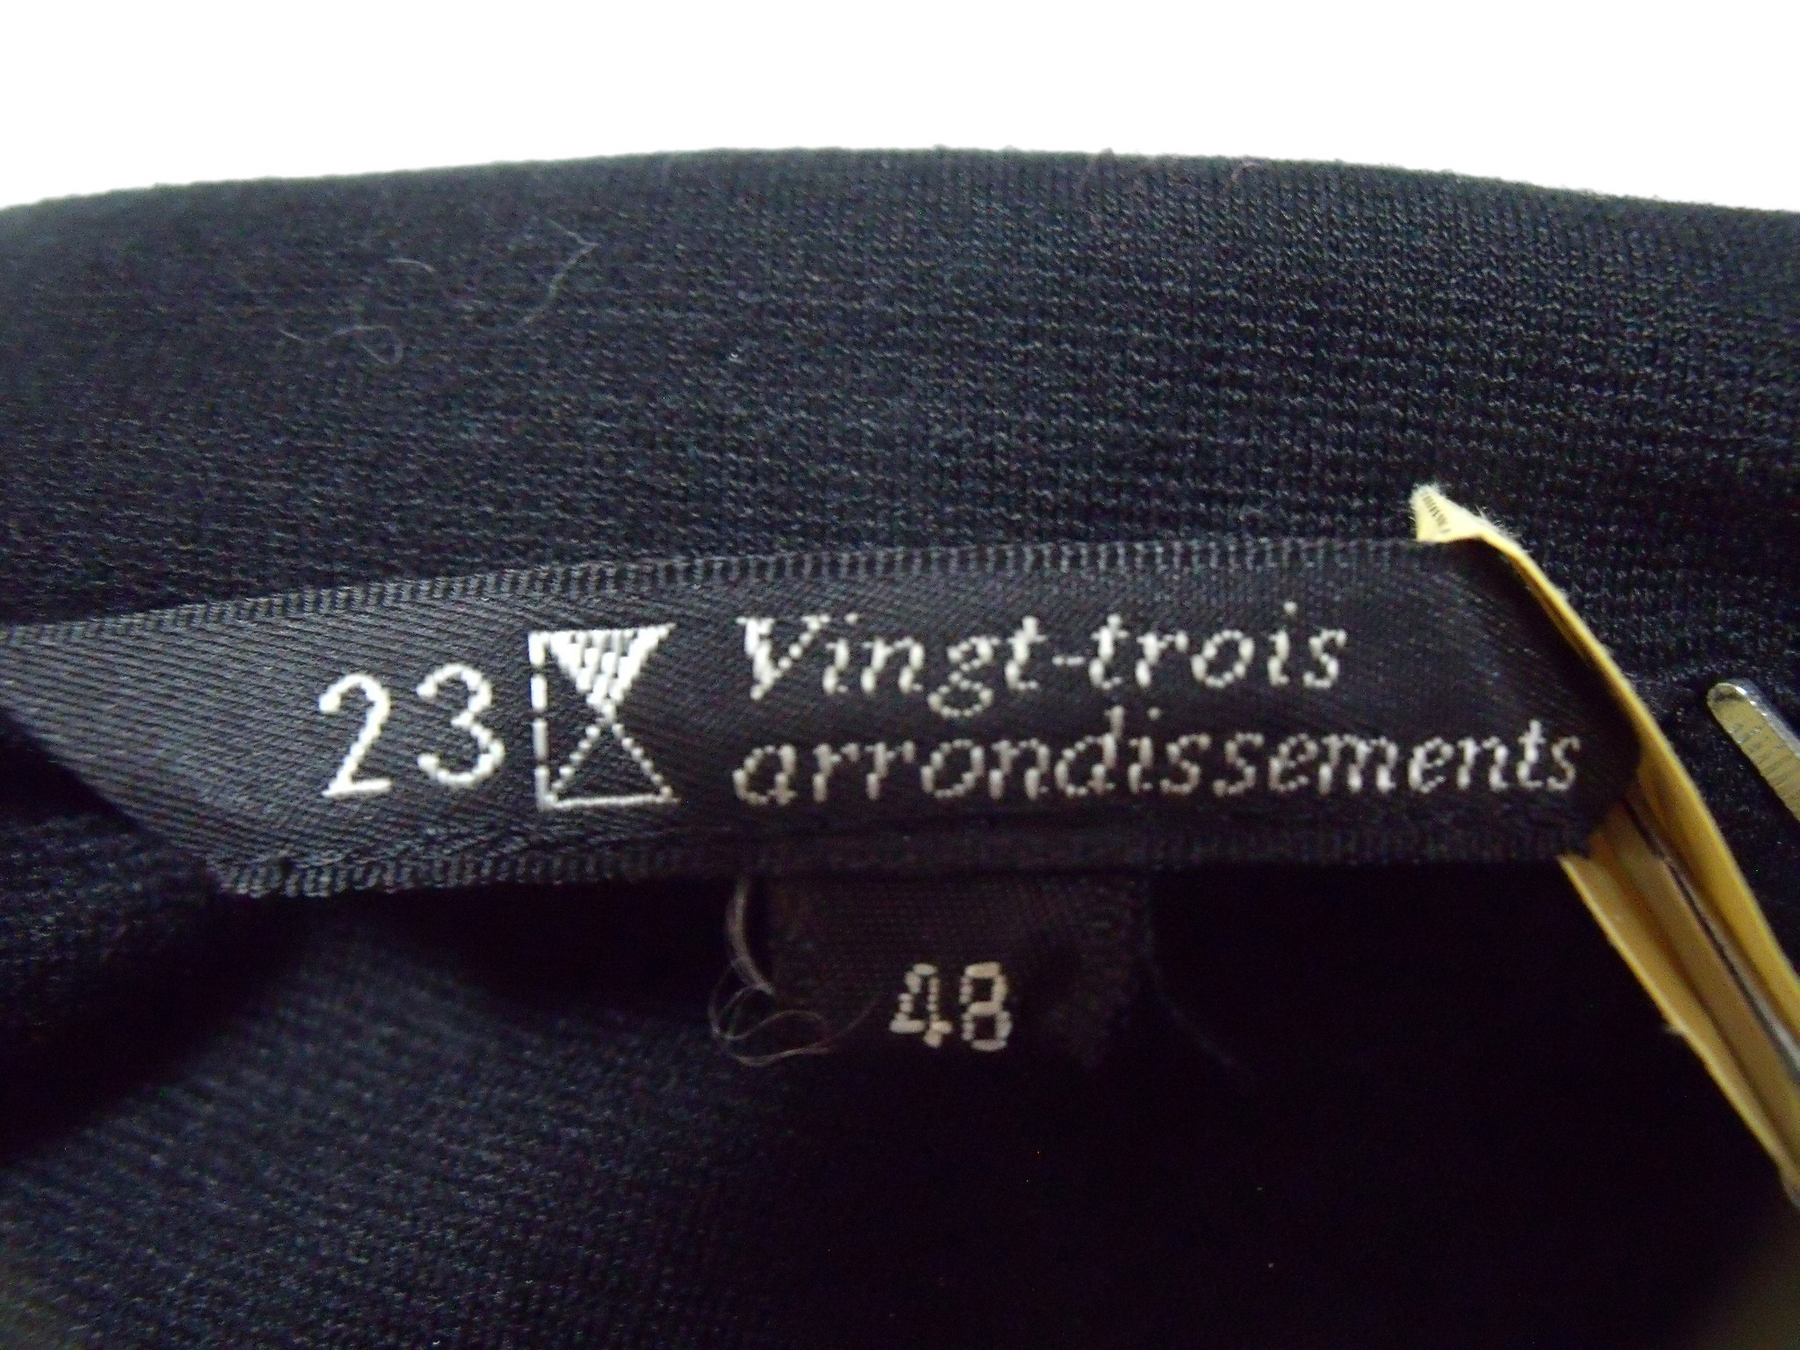 23 Vingt-trois
arrondissements
48